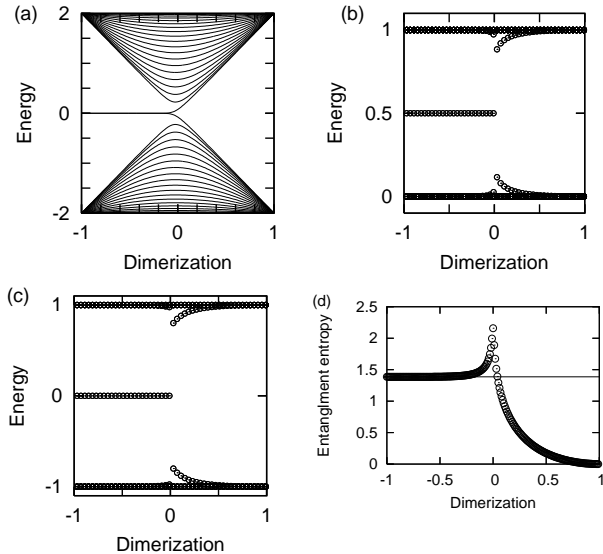 (a)
2
0
-2
-1
0
1
Energy
Dimerization
(b)
1
0.5
0
-1
0
1
Energy
Dimerization
(c)
1
0
-1
-1
0
1
Energy
Dimerization
(d)
2.5
2
1.5
1
0.5
0
-1
-0.5
0
0.5
1
Entanglment entropy
Dimerization